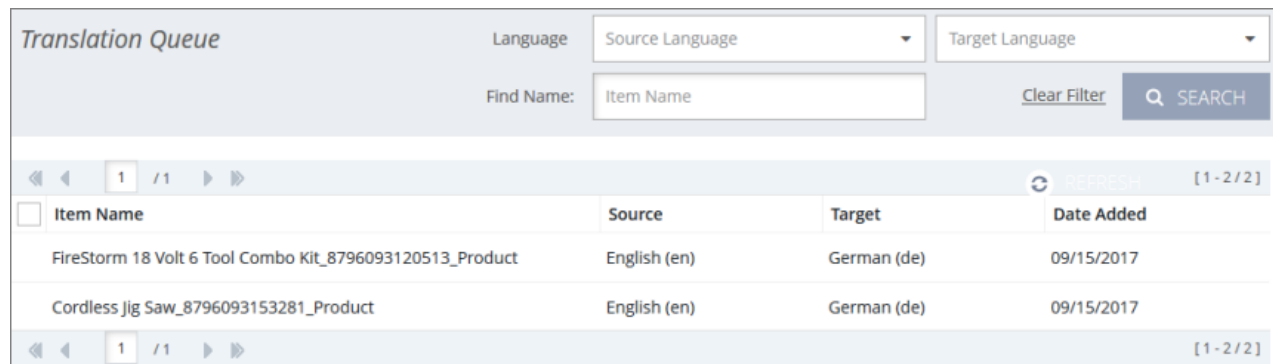 Translation Queue Language Source Language Target Language
Find Name: Item Name Clear Filter SEARCH
1 / 1 REFRESH [ 1 - 2 / 2 ]
Item Name Source Target Date Added
FireStorm 18 Volt 6 Tool Combo Kit_8796093120513_Product English (en) German (de) 09/15/2017
Cordless Jig Saw_8796093153281_Product English (en) German (de) 09/15/2017
1 / 1 [ 1 - 2 / 2 ]